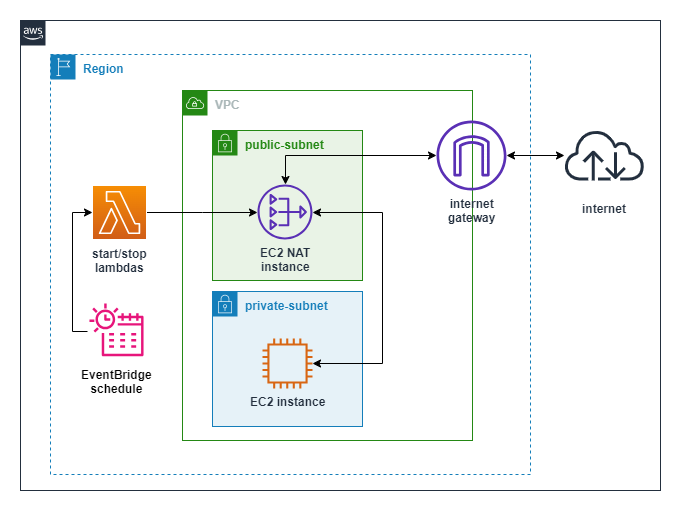 aws
Region
VPC
public-subnet
internet
gateway
internet
EC2 NAT
instance
start/stop
lambdas
private-subnet
EC2 instance
EventBridge
schedule